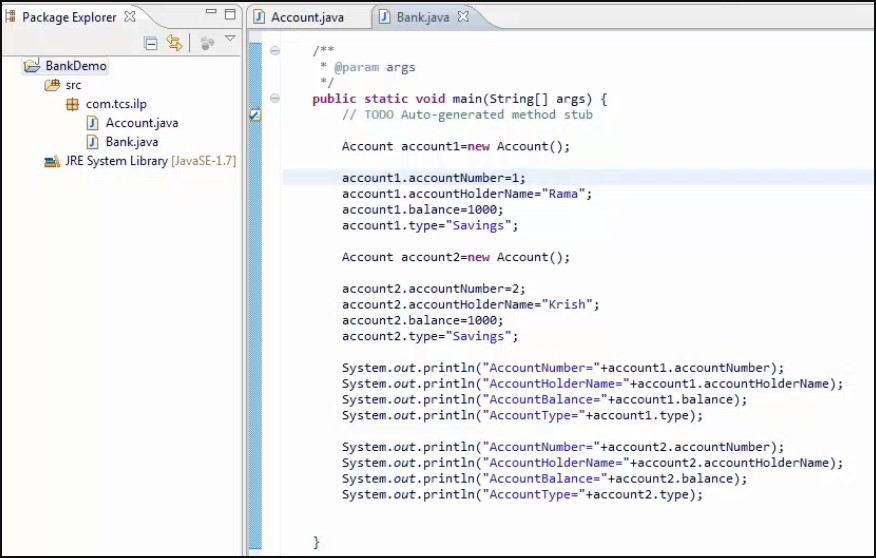 Package Explorer
BankDemo
src
com.tcs.ilp
Account.java
Bank.java
JRE System Library [JavaSE-1.7]
Account.java
Bank.java
/**
* @param args
*/
public static void main(String[] args) {
// TODO Auto-generated method stub
Account account1=new Account();
account1.accountNumber=1;
account1.accountHolderName="Rama";
account1.balance=1000;
account1.type="Savings";
Account account2=new Account();
account2.accountNumber=2;
account2.accountHolderName="Krish";
account2.balance=1000;
account2.type="Savings";
System.out.println("AccountNumber="+account1.accountNumber);
System.out.println("AccountHolderName="+account1.accountHolderName);
System.out.println("AccountBalance="+account1.balance);
System.out.println("AccountType="+account1.type);
System.out.println("AccountNumber="+account2.accountNumber);
System.out.println("AccountHolderName="+account2.accountHolderName);
System.out.println("AccountBalance="+account2.balance);
System.out.println("AccountType="+account2.type);
}